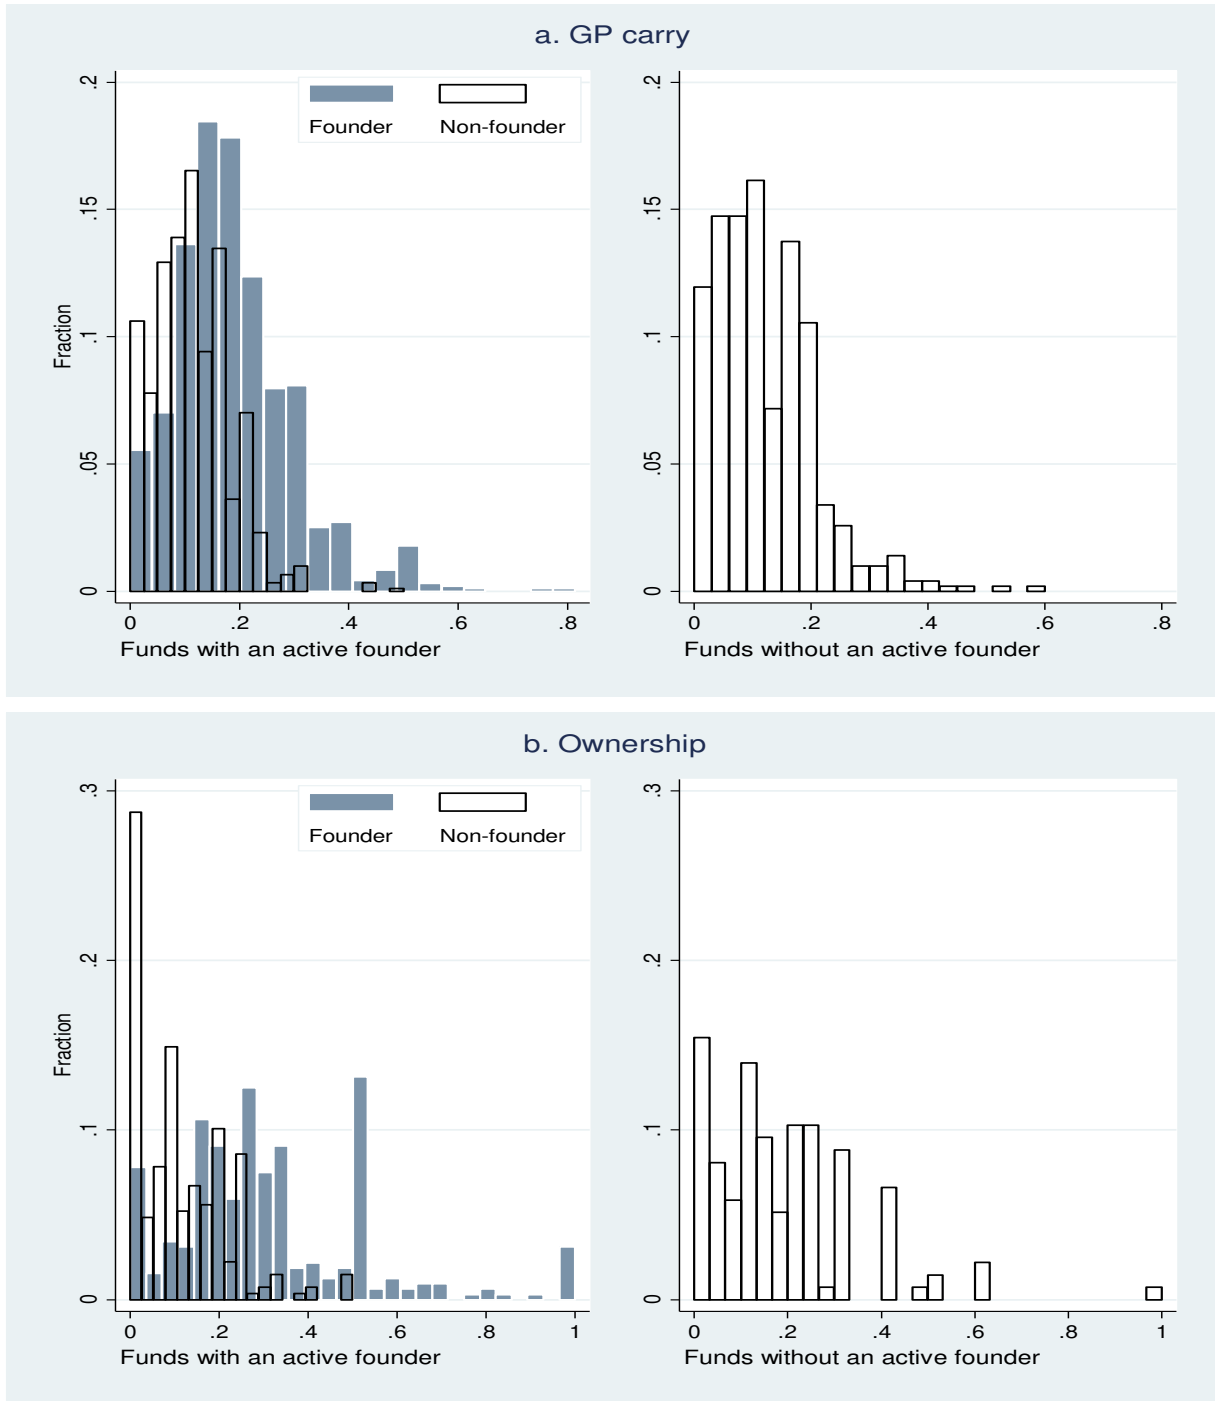 a. GP carry
Founder Non-founder
Fraction
.2
.15
.1
.05
0
0 .2 .4 .6 .8
Funds with an active founder
.2
.15
.1
.05
0
0 .2 .4 .6 .8
Funds without an active founder
b. Ownership
Founder Non-founder
Fraction
.3
.2
.1
0
0 .2 .4 .6 .8 1
Funds with an active founder
.3
.2
.1
0
0 .2 .4 .6 .8 1
Funds without an active founder